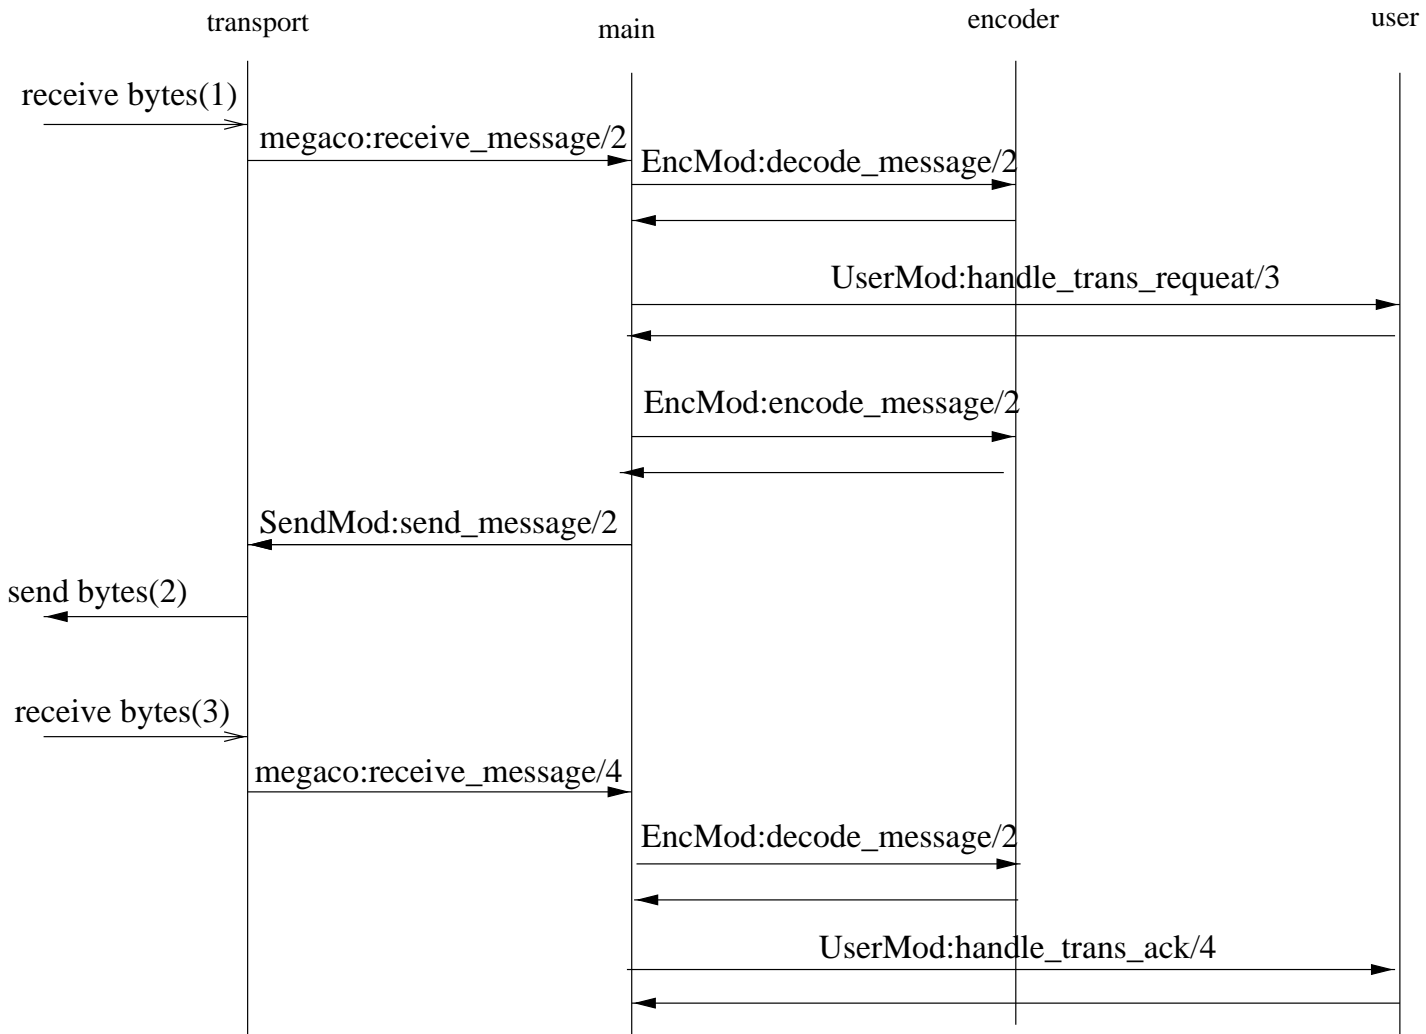 transport
main
encoder
user
receive bytes(1)
megaco:receive_message/2
EncMod:decode_message/2
UserMod:handle_trans_requeat/3
EncMod:encode_message/2
SendMod:send_message/2
send bytes(2)
receive bytes(3)
megaco:receive_message/4
EncMod:decode_message/2
UserMod:handle_trans_ack/4